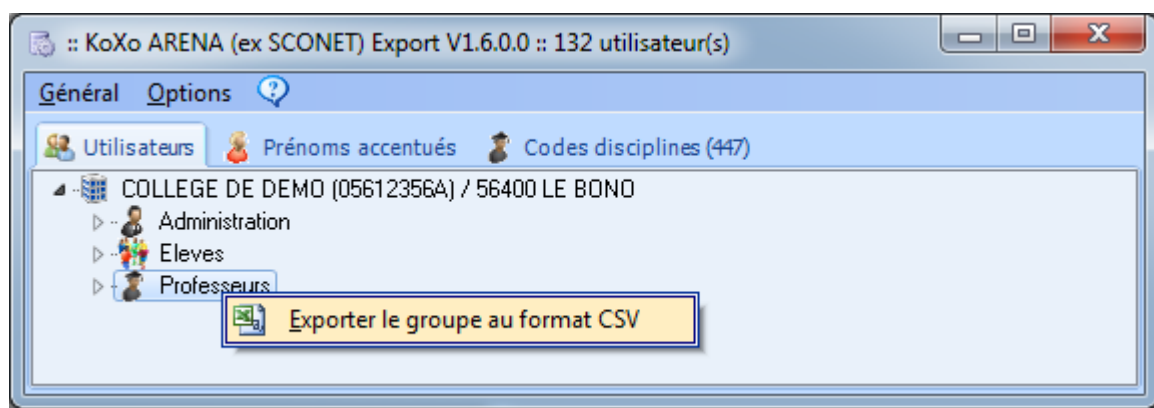 :: KoXo ARENA (ex SCONET) Export V1.6.0.0 :: 132 utilisateur(s)
Général Options
Utilisateurs Prénoms accentués Codes disciplines (447)
COLLEGE DE DEMO (05612356A) / 56400 LE BONO
Administration
Eleves
Professeurs
Exporter le groupe au format CSV